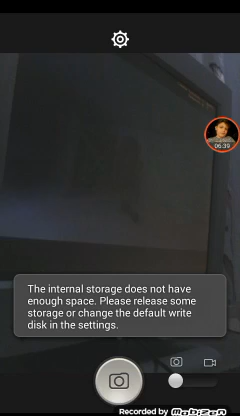 06:39
The internal storage does not have
enough space. Please release some
storage or change the default write
disk in the settings.
Recorded by Mobizen